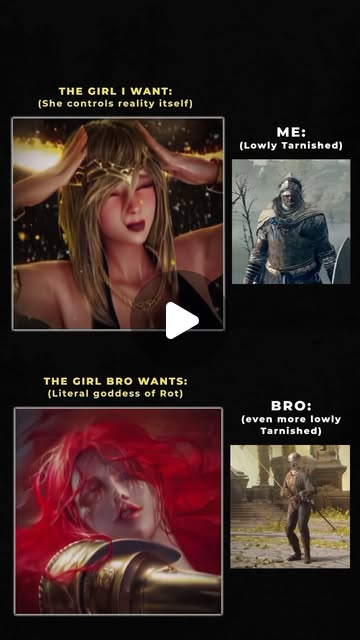 THE GIRL I WANT:
(She controls reality itself)
ME:
(Lowly Tarnished)
THE GIRL BRO WANTS:
(Literal goddess of Rot)
BRO:
(even more lowly
Tarnished)